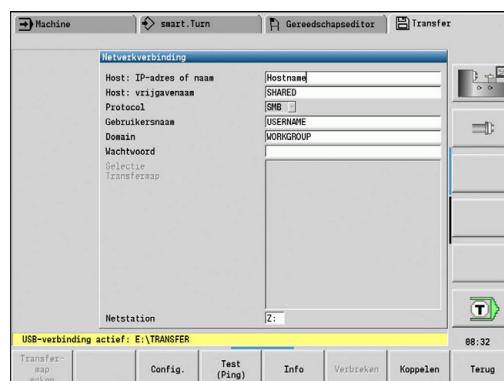 Machine
smart.Turn
Gereedschapseditor
Transfer
Netwerkverbinding
Host: IP-adres of naam
Hostname
Host: vrijgavenaam
SHARED
Protocol
SMB
Gebruikersnaam
USERNAME
Domain
WORKGROUP
Wachtwoord
Selectie
Transfermap
Netstation
Z:
T
USB-verbinding actief: E:\TRANSFER
08:32
Transfer-
map
maken
Config.
Test
(Ping)
Info
Verbreken
Koppelen
Terug